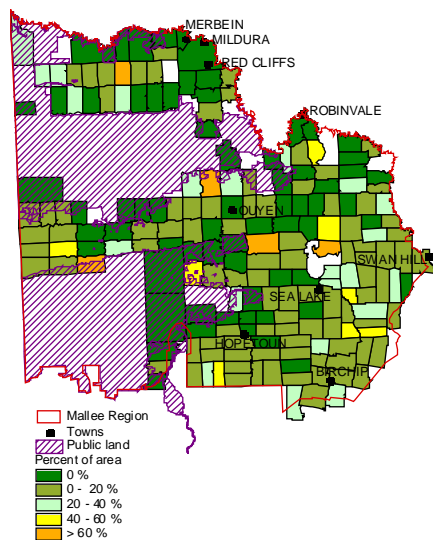 MERBEIN
MILDURA
RED CLIFFS
ROBINVALE
OUYEN
SWAN HILL
SEA LAKE
HOPETOUN
BIRCHIP
Mallee Region
Towns
Public land
Percent of area
0 %
0 - 20 %
20 - 40 %
40 - 60 %
> 60 %